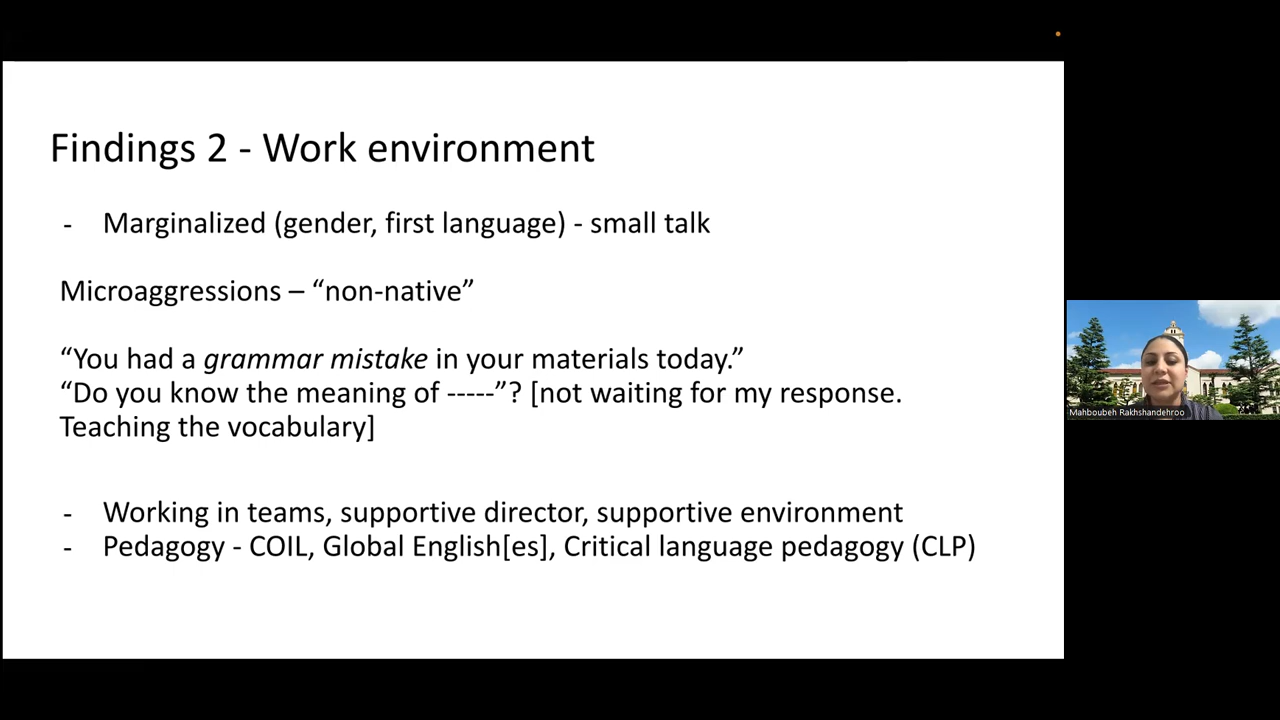 Findings 2 - Work environment
- Marginalized (gender, first language) - small talk
Microaggressions – “non-native”
“You had a grammar mistake in your materials today.”
“Do you know the meaning of -----”? [not waiting for my response.
Teaching the vocabulary]
- Working in teams, supportive director, supportive environment
- Pedagogy - COIL, Global English[es], Critical language pedagogy (CLP)
Mahboubeh Rakhshandehroo